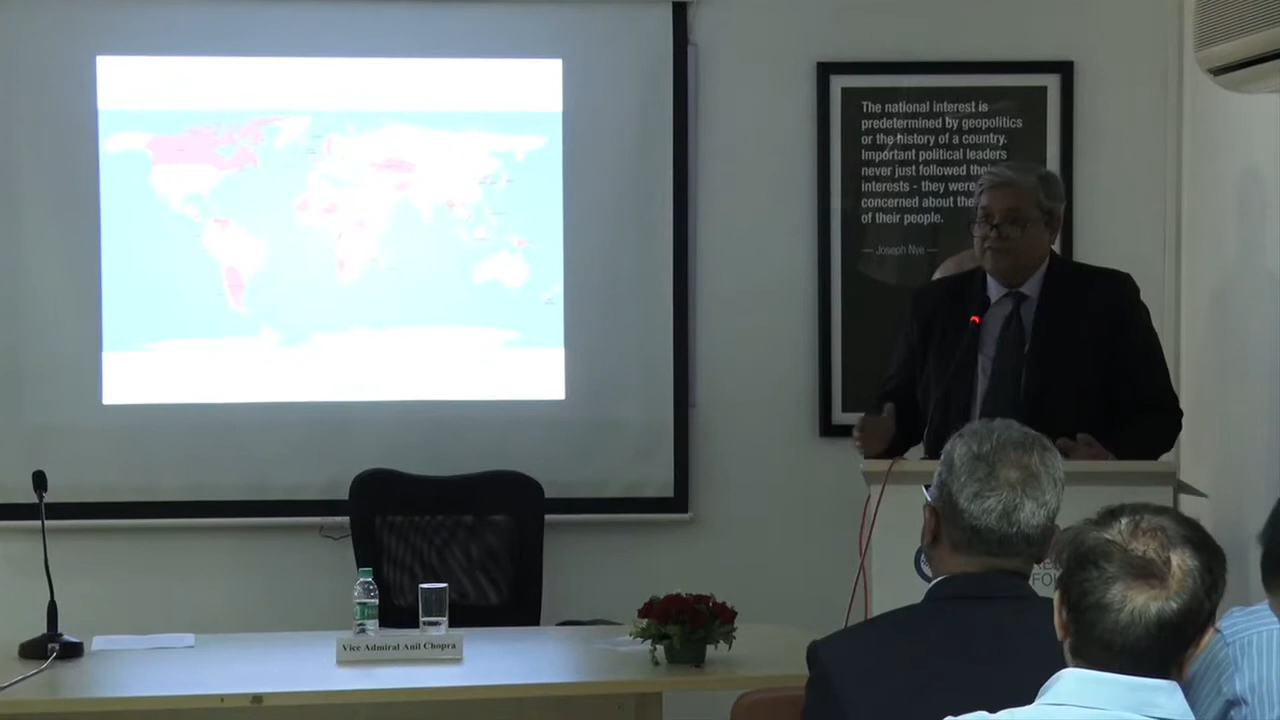 The national interest is
predetermined by geopolitics
or the history of a country.
Important political leaders
never just followed their
interests - they were
concerned about the
of their people.
— Joseph Nye —
Vice Admiral Anil Chopra